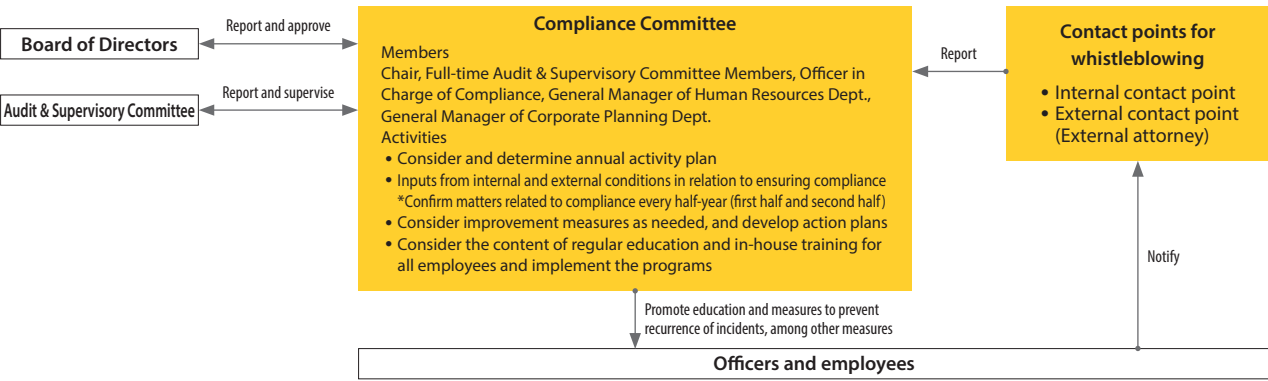 Board of Directors
Report and approve
Audit & Supervisory Committee
Report and supervise
Compliance Committee
Members
Chair, Full-time Audit & Supervisory Committee Members, Officer in
Charge of Compliance, General Manager of Human Resources Dept.,
General Manager of Corporate Planning Dept.
Activities
• Consider and determine annual activity plan
• Inputs from internal and external conditions in relation to ensuring compliance
*Confirm matters related to compliance every half-year (first half and second half)
• Consider improvement measures as needed, and develop action plans
• Consider the content of regular education and in-house training for
all employees and implement the programs
Report
Contact points for
whistleblowing
• Internal contact point
• External contact point
(External attorney)
Notify
Promote education and measures to prevent
recurrence of incidents, among other measures
Officers and employees